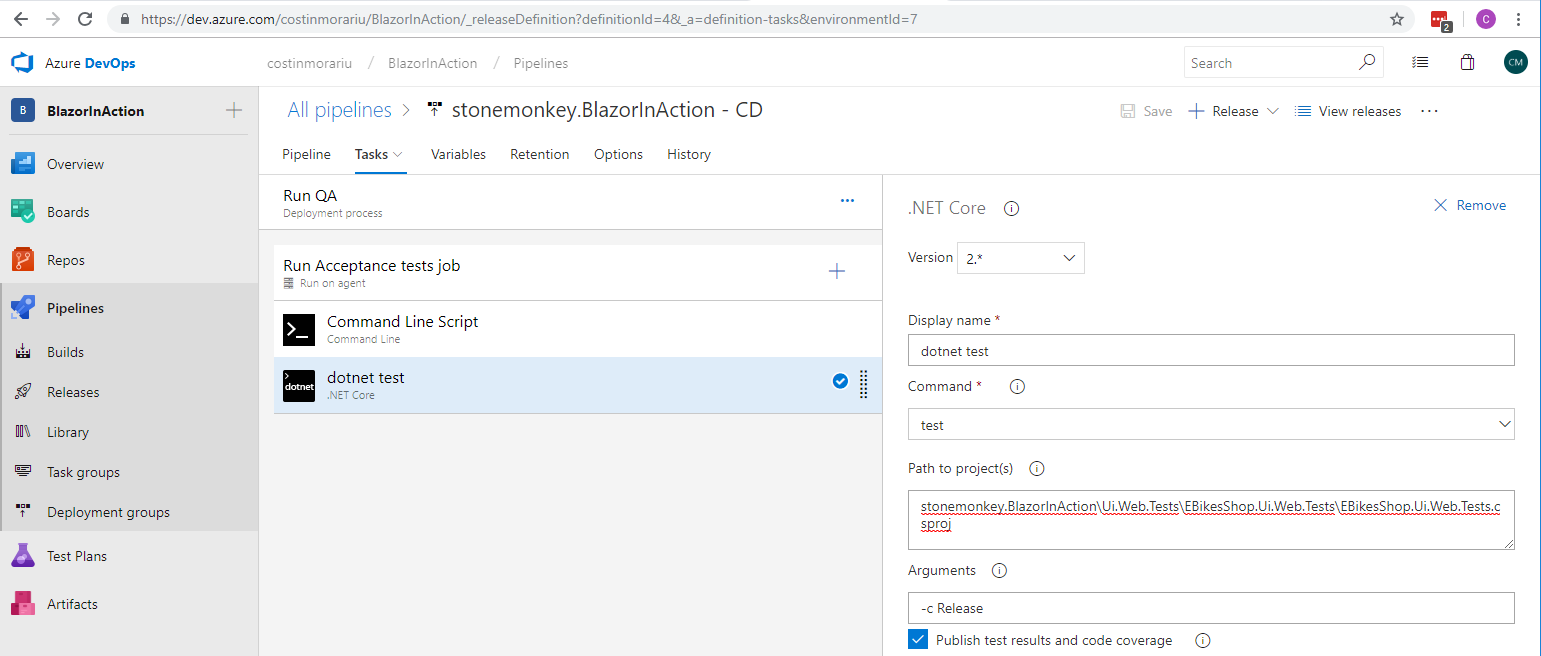 https://dev.azure.com/costinmorariu/BlazorInAction/_releaseDefinition?definitionId=4&_a=definition-tasks&environmentId=7
2
C
Azure DevOps
costinmorariu / BlazorInAction / Pipelines
Search
CM
B
BlazorInAction
All pipelines > stonemonkey.BlazorInAction - CD
Save
Release
View releases
...
Pipeline
Tasks
Variables
Retention
Options
History
Overview
Boards
Repos
Pipelines
Builds
Releases
Library
Task groups
Deployment groups
Test Plans
Artifacts
Run QA
Deployment process
...
Run Acceptance tests job
Run on agent
Command Line Script
Command Line
dotnet
dotnet test
.NET Core
.NET Core
Remove
Version
2.*
Display name *
dotnet test
Command *
test
Path to project(s)
stonemonkey.BlazorInAction\Ui.Web.Tests\EBikesShop.Ui.Web.Tests\EBikesShop.Ui.Web.Tests.c
sproj
Arguments
-c Release
Publish test results and code coverage